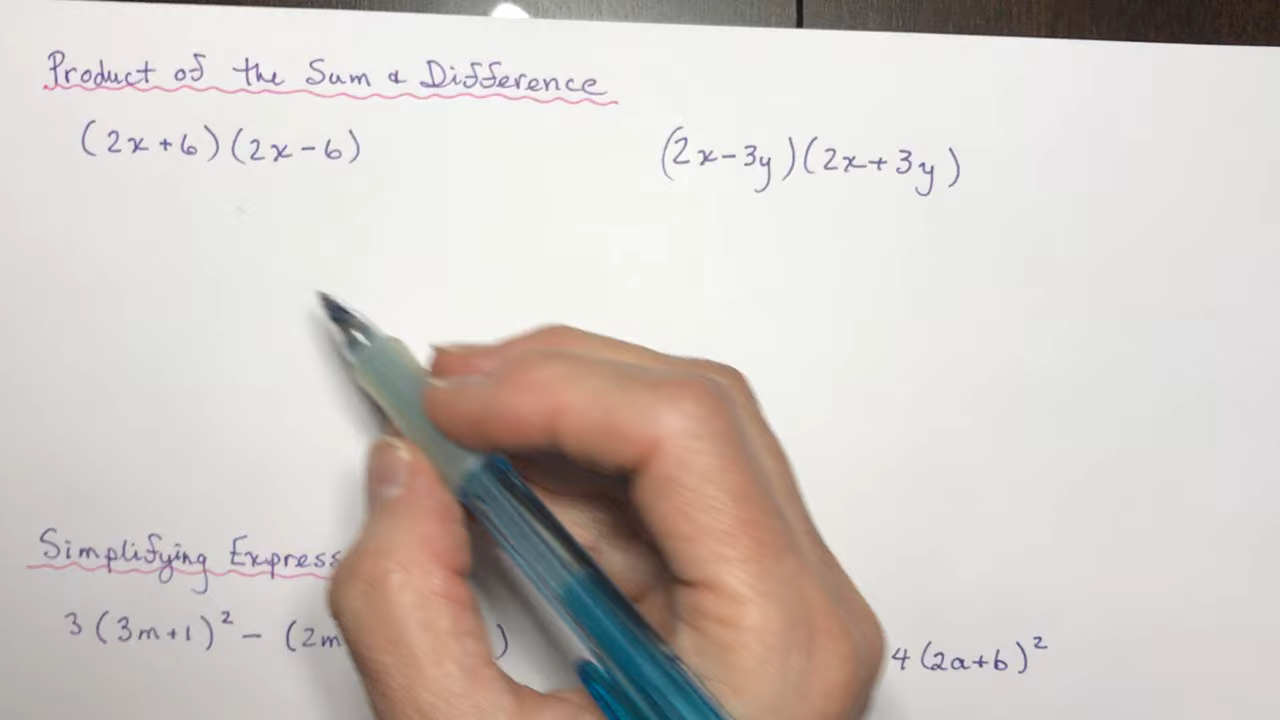 Product of the Sum & Difference
(2x+6)(2x-6)
(2x-3y)(2x+3y)
Simplifying
3(3m+1)² - (2m )
4(2a+b)²